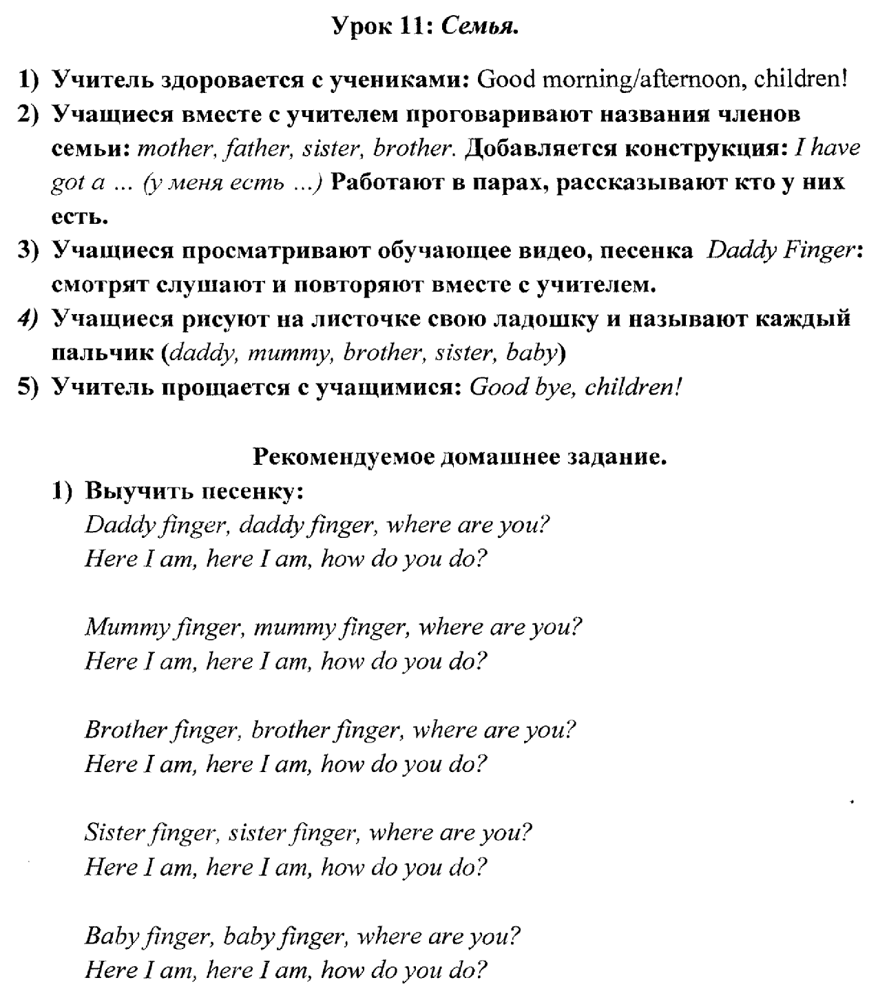 Урок 11: Семья.
1) Учитель здоровается с учениками: Good morning/afternoon, children!
2) Учащиеся вместе с учителем проговаривают названия членов
семьи: mother, father, sister, brother. Добавляется конструкция: I have
got a ... (у меня есть ...) Работают в парах, рассказывают кто у них
есть.
3) Учащиеся просматривают обучающее видео, песенка Daddy Finger:
смотрят слушают и повторяют вместе с учителем.
4) Учащиеся рисуют на листочке свою ладошку и называют каждый
пальчик (daddy, mummy, brother, sister, baby)
5) Учитель прощается с учащимися: Good bye, children!
Рекомендуемое домашнее задание.
1) Выучить песенку:
Daddy finger, daddy finger, where are you?
Here I am, here I am, how do you do?
Mummy finger, mummy finger, where are you?
Here I am, here I am, how do you do?
Brother finger, brother finger, where are you?
Here I am, here I am, how do you do?
Sister finger, sister finger, where are you?
Here I am, here I am, how do you do?
Baby finger, baby finger, where are you?
Here I am, here I am, how do you do?